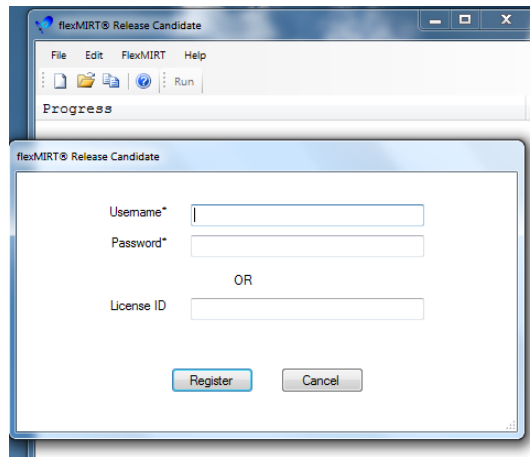 flexMIRT® Release Candidate
File Edit FlexMIRT Help
Run
Progress
flexMIRT® Release Candidate
Username*
Password*
OR
License ID
Register Cancel